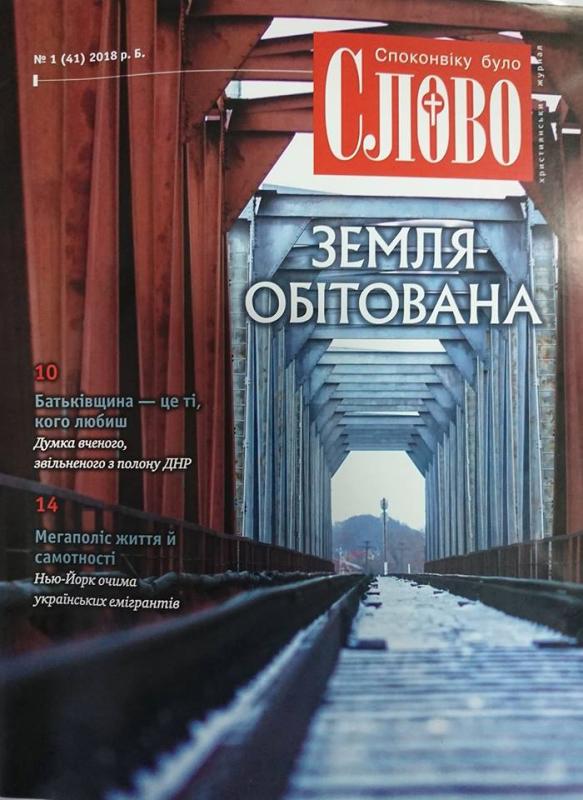 № 1 (41) 2018 р. Б.
Споконвіку було
СЛОВО
християнський журнал
ЗЕМЛЯ
ОБІТОВАНА
10
Батьківщина — це ті,
кого любиш
Думка вченого,
звільненого з полону ДНР
14
Мегаполіс життя й
самотності
Нью-Йорк очима
українських емігрантів